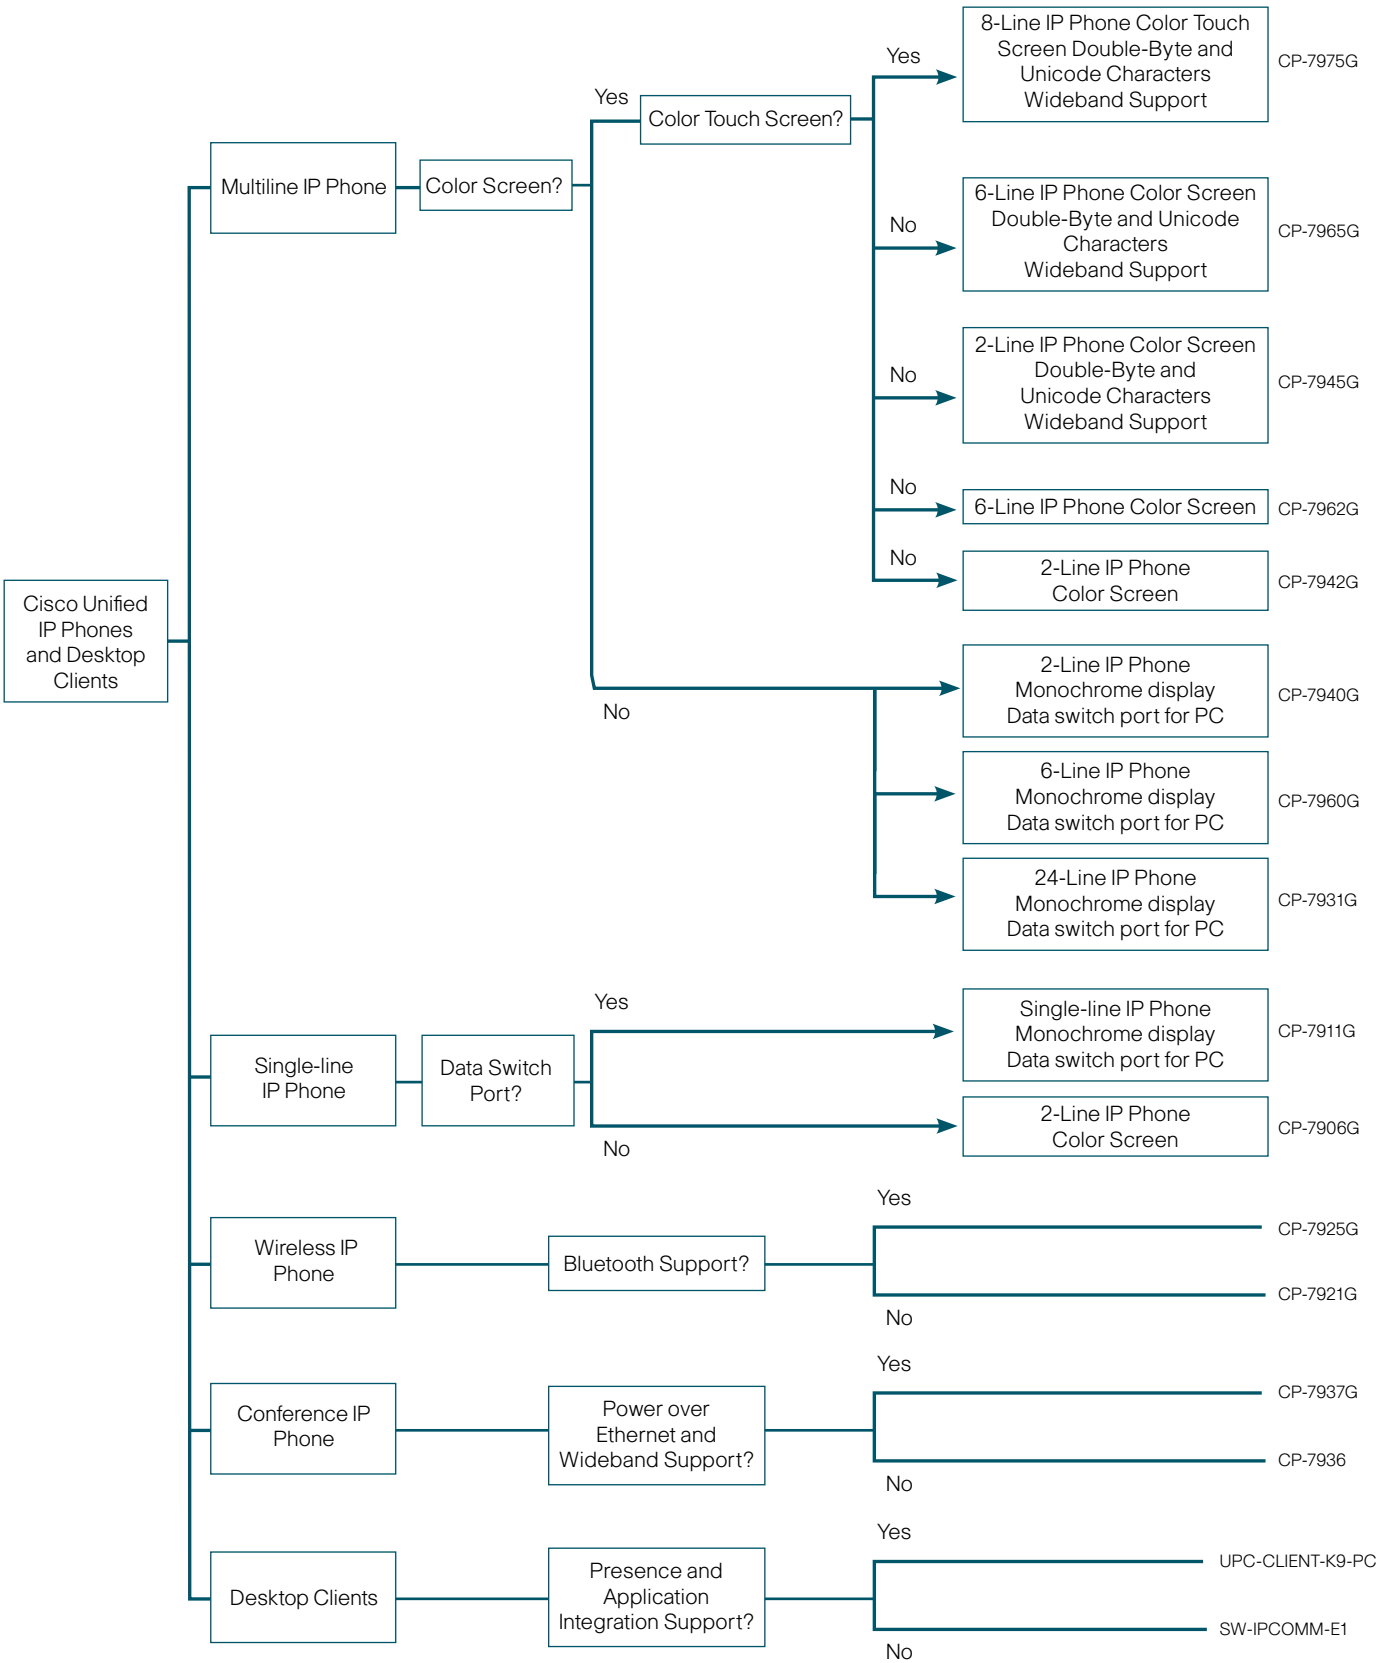 Cisco Unified
IP Phones
and Desktop
Clients
Multiline IP Phone
Color Screen?
Yes
Color Touch Screen?
Yes
8-Line IP Phone Color Touch
Screen Double-Byte and
Unicode Characters
Wideband Support
CP-7975G
No
6-Line IP Phone Color Screen
Double-Byte and Unicode
Characters
Wideband Support
CP-7965G
No
2-Line IP Phone Color Screen
Double-Byte and
Unicode Characters
Wideband Support
CP-7945G
No
6-Line IP Phone Color Screen
CP-7962G
No
2-Line IP Phone
Color Screen
CP-7942G
No
2-Line IP Phone
Monochrome display
Data switch port for PC
CP-7940G
6-Line IP Phone
Monochrome display
Data switch port for PC
CP-7960G
24-Line IP Phone
Monochrome display
Data switch port for PC
CP-7931G
Single-line
IP Phone
Data Switch
Port?
Yes
Single-line IP Phone
Monochrome display
Data switch port for PC
CP-7911G
No
2-Line IP Phone
Color Screen
CP-7906G
Wireless IP
Phone
Bluetooth Support?
Yes
CP-7925G
CP-7921G
No
Conference IP
Phone
Power over
Ethernet and
Wideband Support?
Yes
CP-7937G
CP-7936
No
Desktop Clients
Presence and
Application
Integration Support?
Yes
UPC-CLIENT-K9-PC
SW-IPCOMM-E1
No